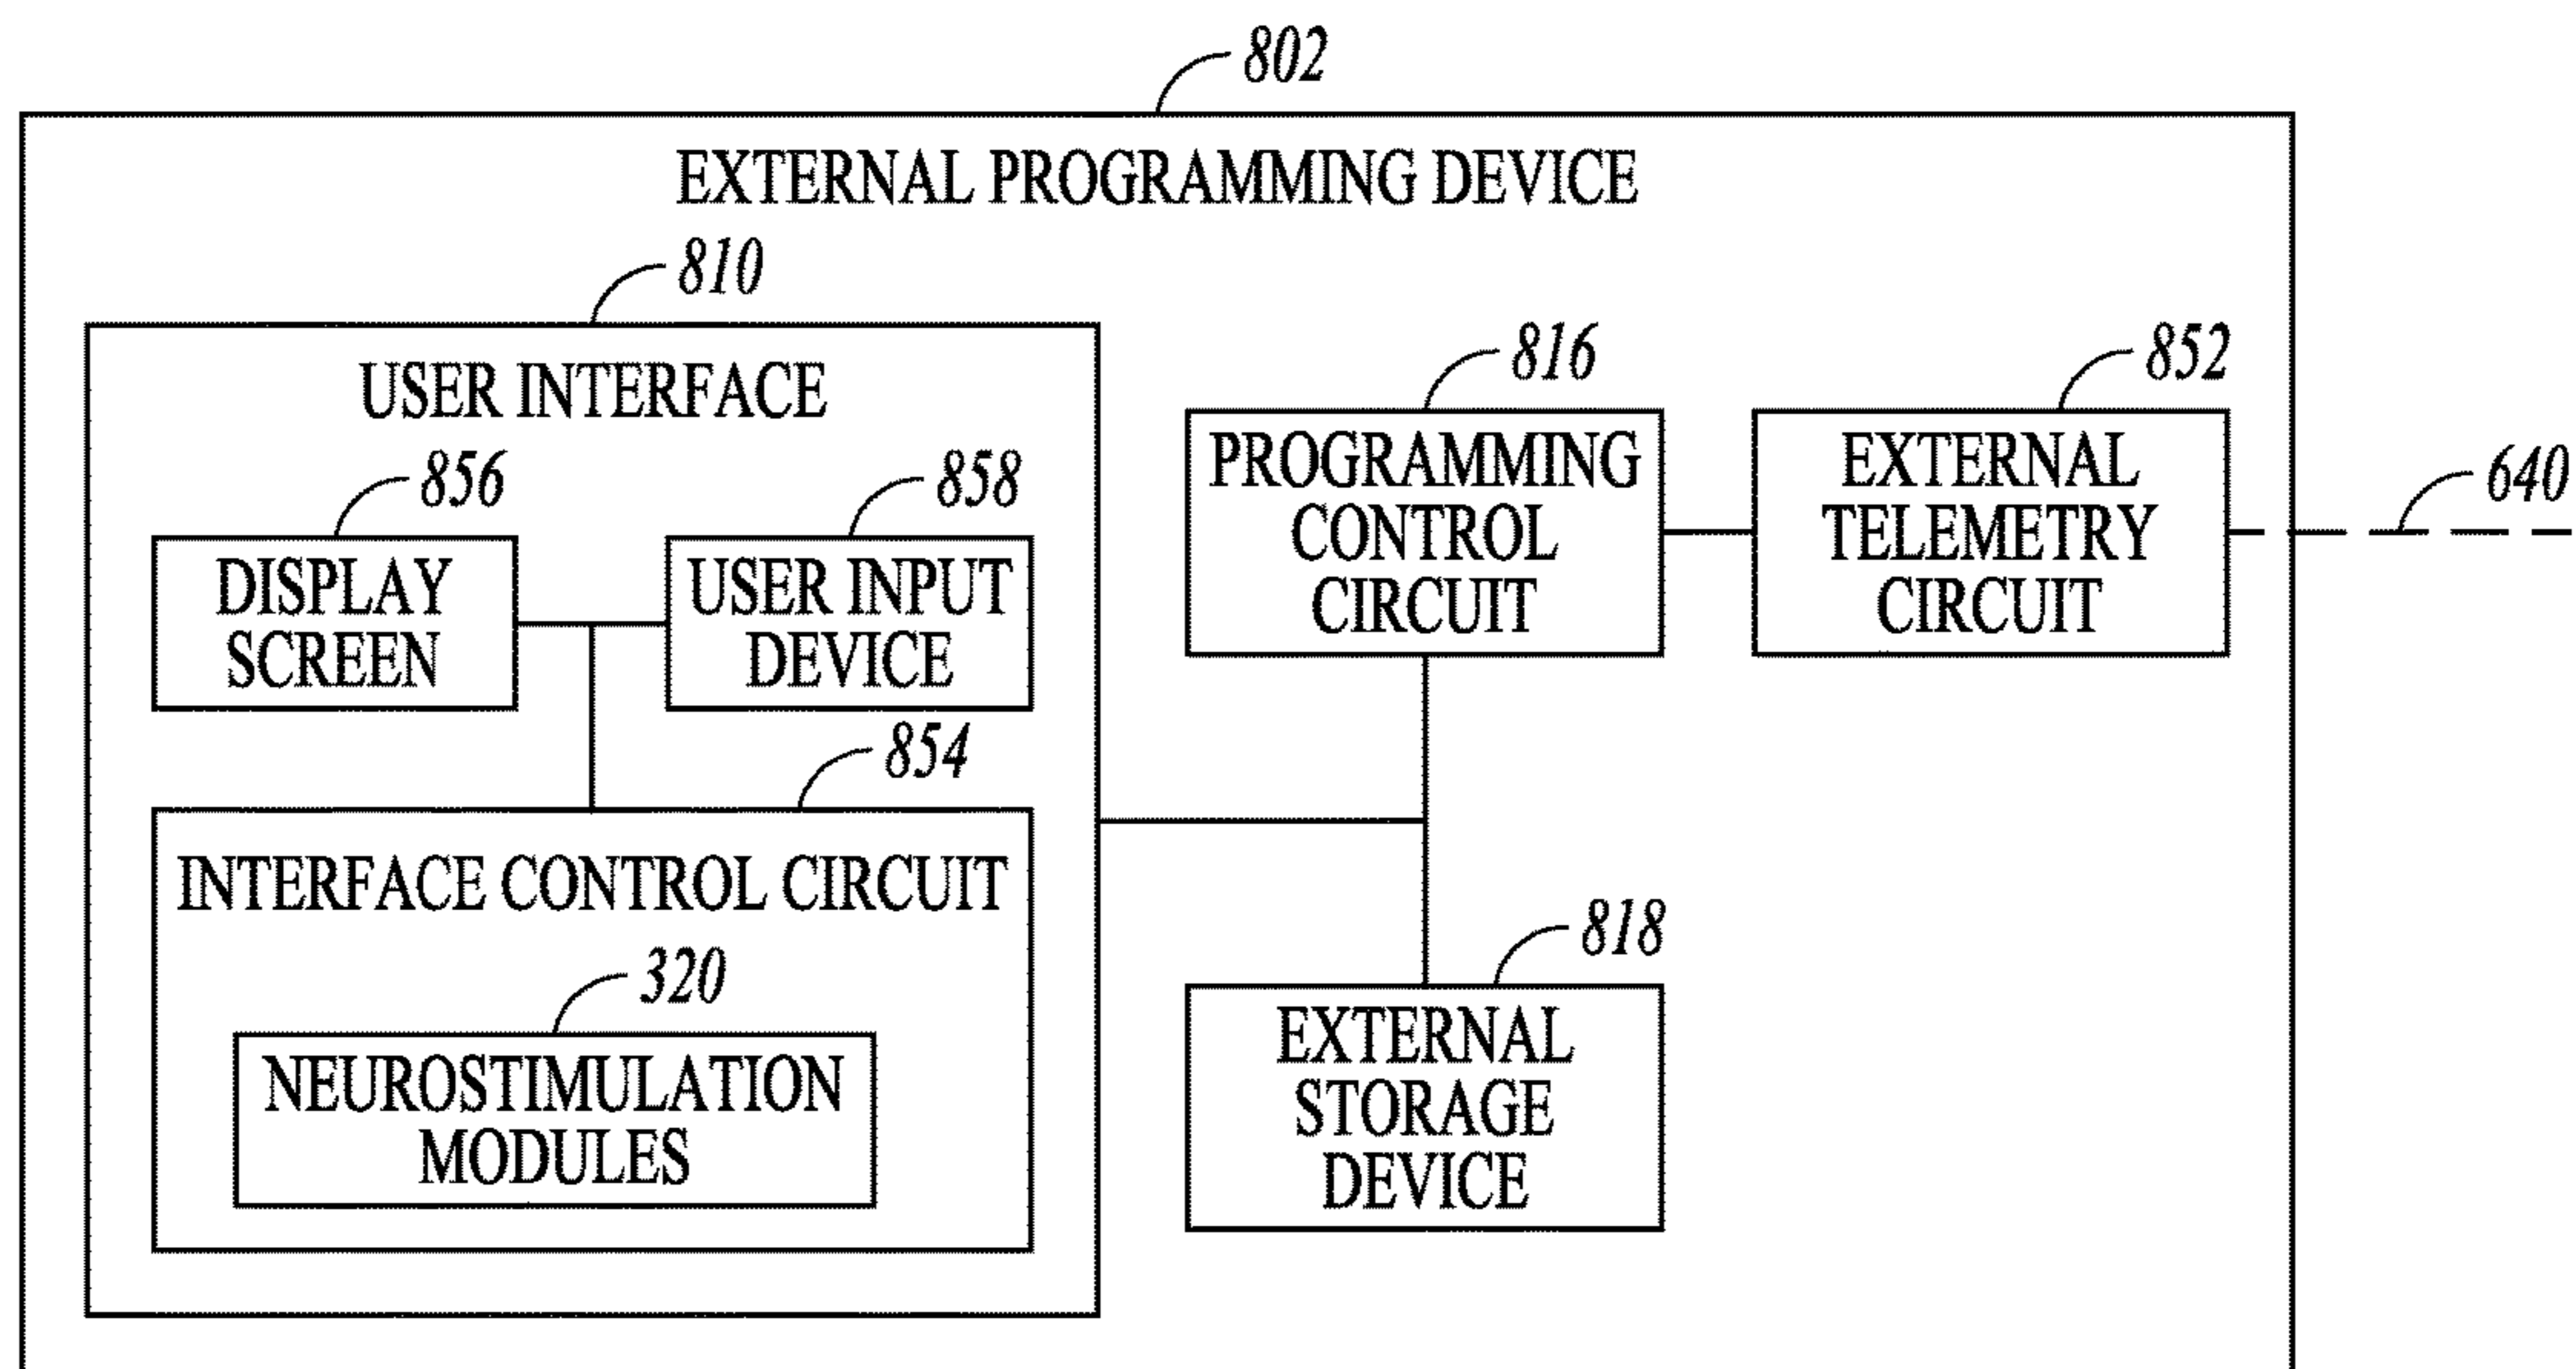 802
EXTERNAL PROGRAMMING DEVICE
810
USER INTERFACE
856
DISPLAY
SCREEN
858
USER INPUT
DEVICE
854
INTERFACE CONTROL CIRCUIT
320
NEUROSTIMULATION
MODULES
816
PROGRAMMING
CONTROL
CIRCUIT
852
EXTERNAL
TELEMETRY
CIRCUIT
640
818
EXTERNAL
STORAGE
DEVICE